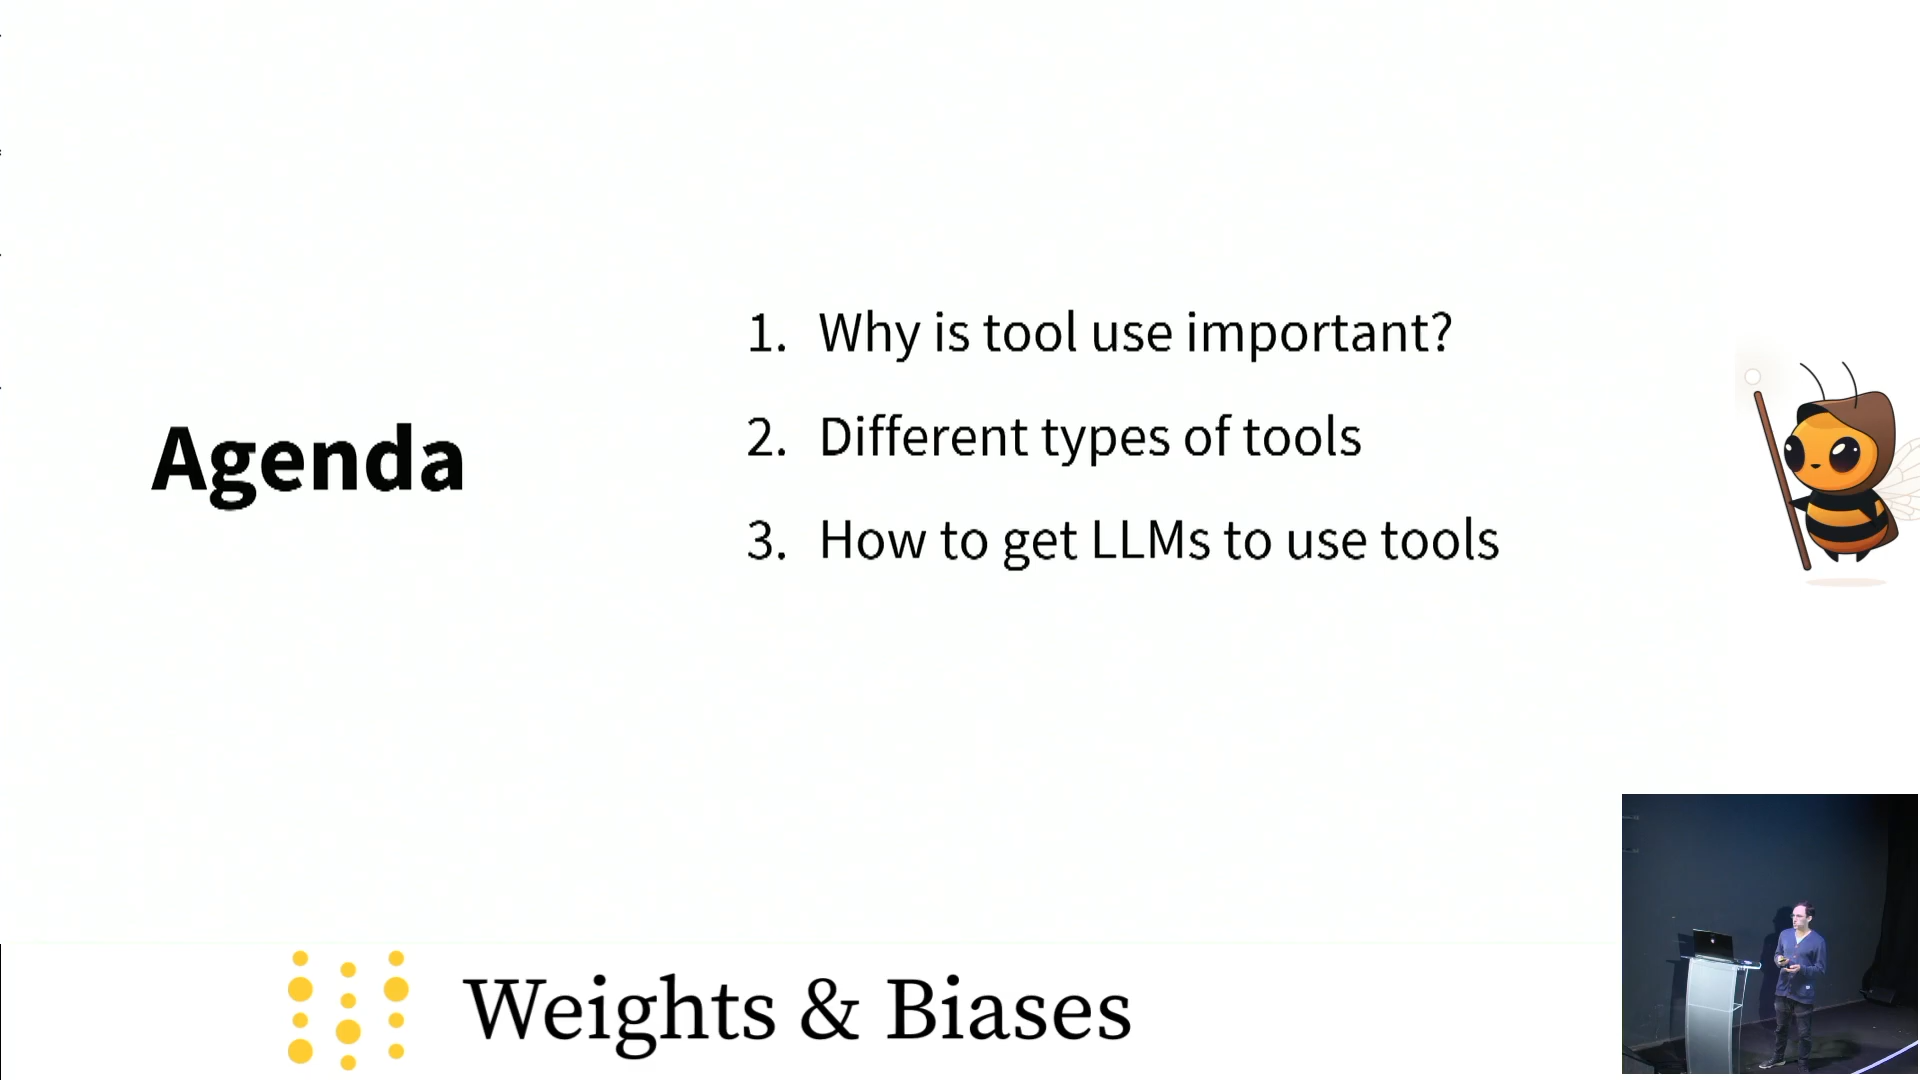 Agenda
1. Why is tool use important?
2. Different types of tools
3. How to get LLMs to use tools
Weights & Biases